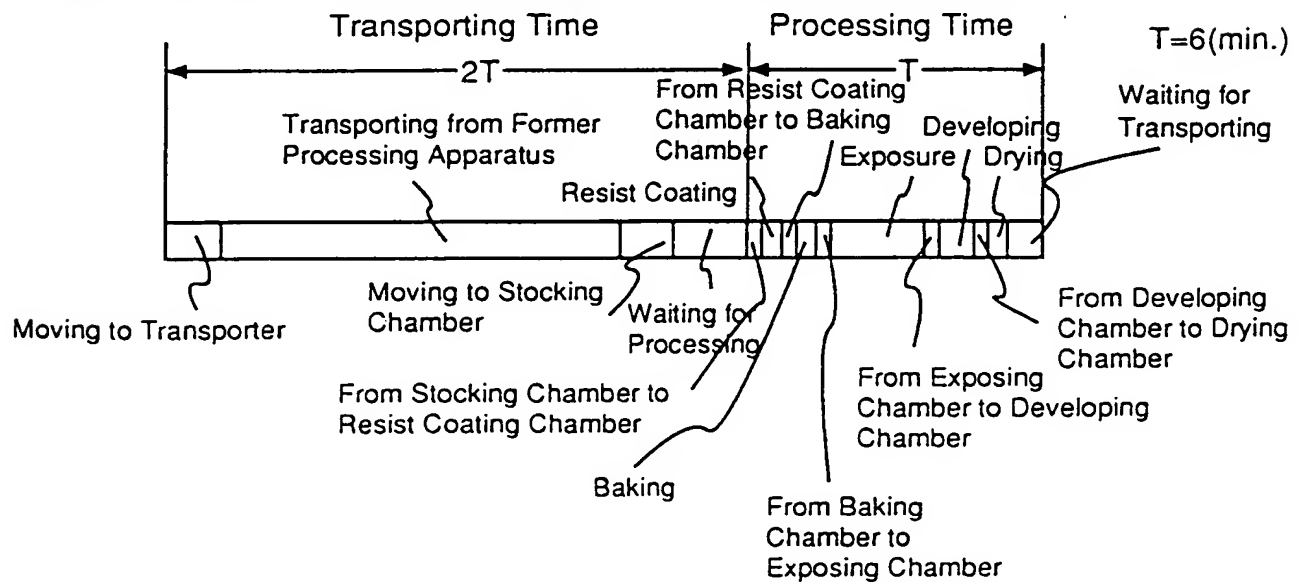 Transporting Time
Processing Time
T=6(min.)
2T
T
From Resist Coating
Chamber to Baking
Chamber
Waiting for
Transporting
Transporting from Former
Processing Apparatus
Developing
Drying
Exposure
Resist Coating
Moving to Transporter
Moving to Stocking
Chamber
Waiting for
Processing
From Developing
Chamber to Drying
Chamber
From Stocking Chamber to
Resist Coating Chamber
From Exposing
Chamber to Developing
Chamber
Baking
From Baking
Chamber to
Exposing Chamber